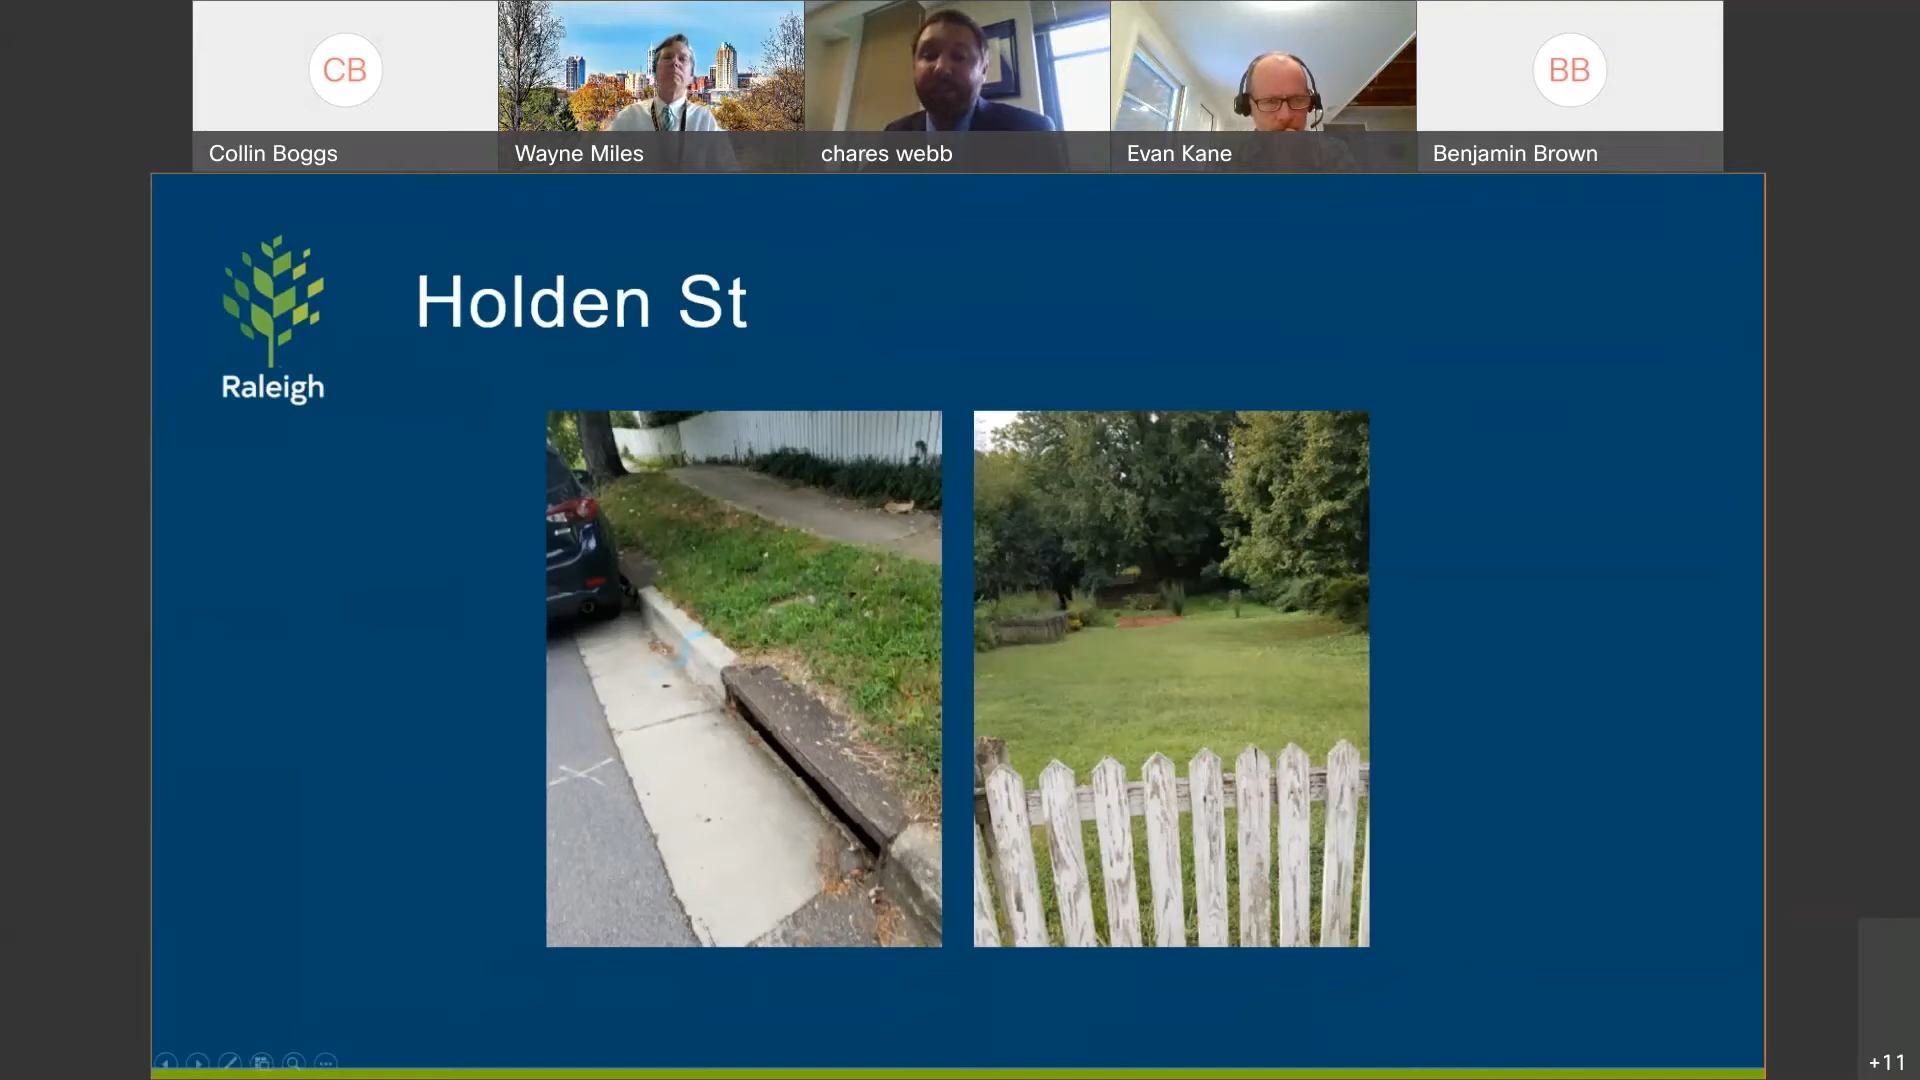 CB
BB
Collin Boggs
Wayne Miles
chares webb
Evan Kane
Benjamin Brown
Holden St
Raleigh
+11